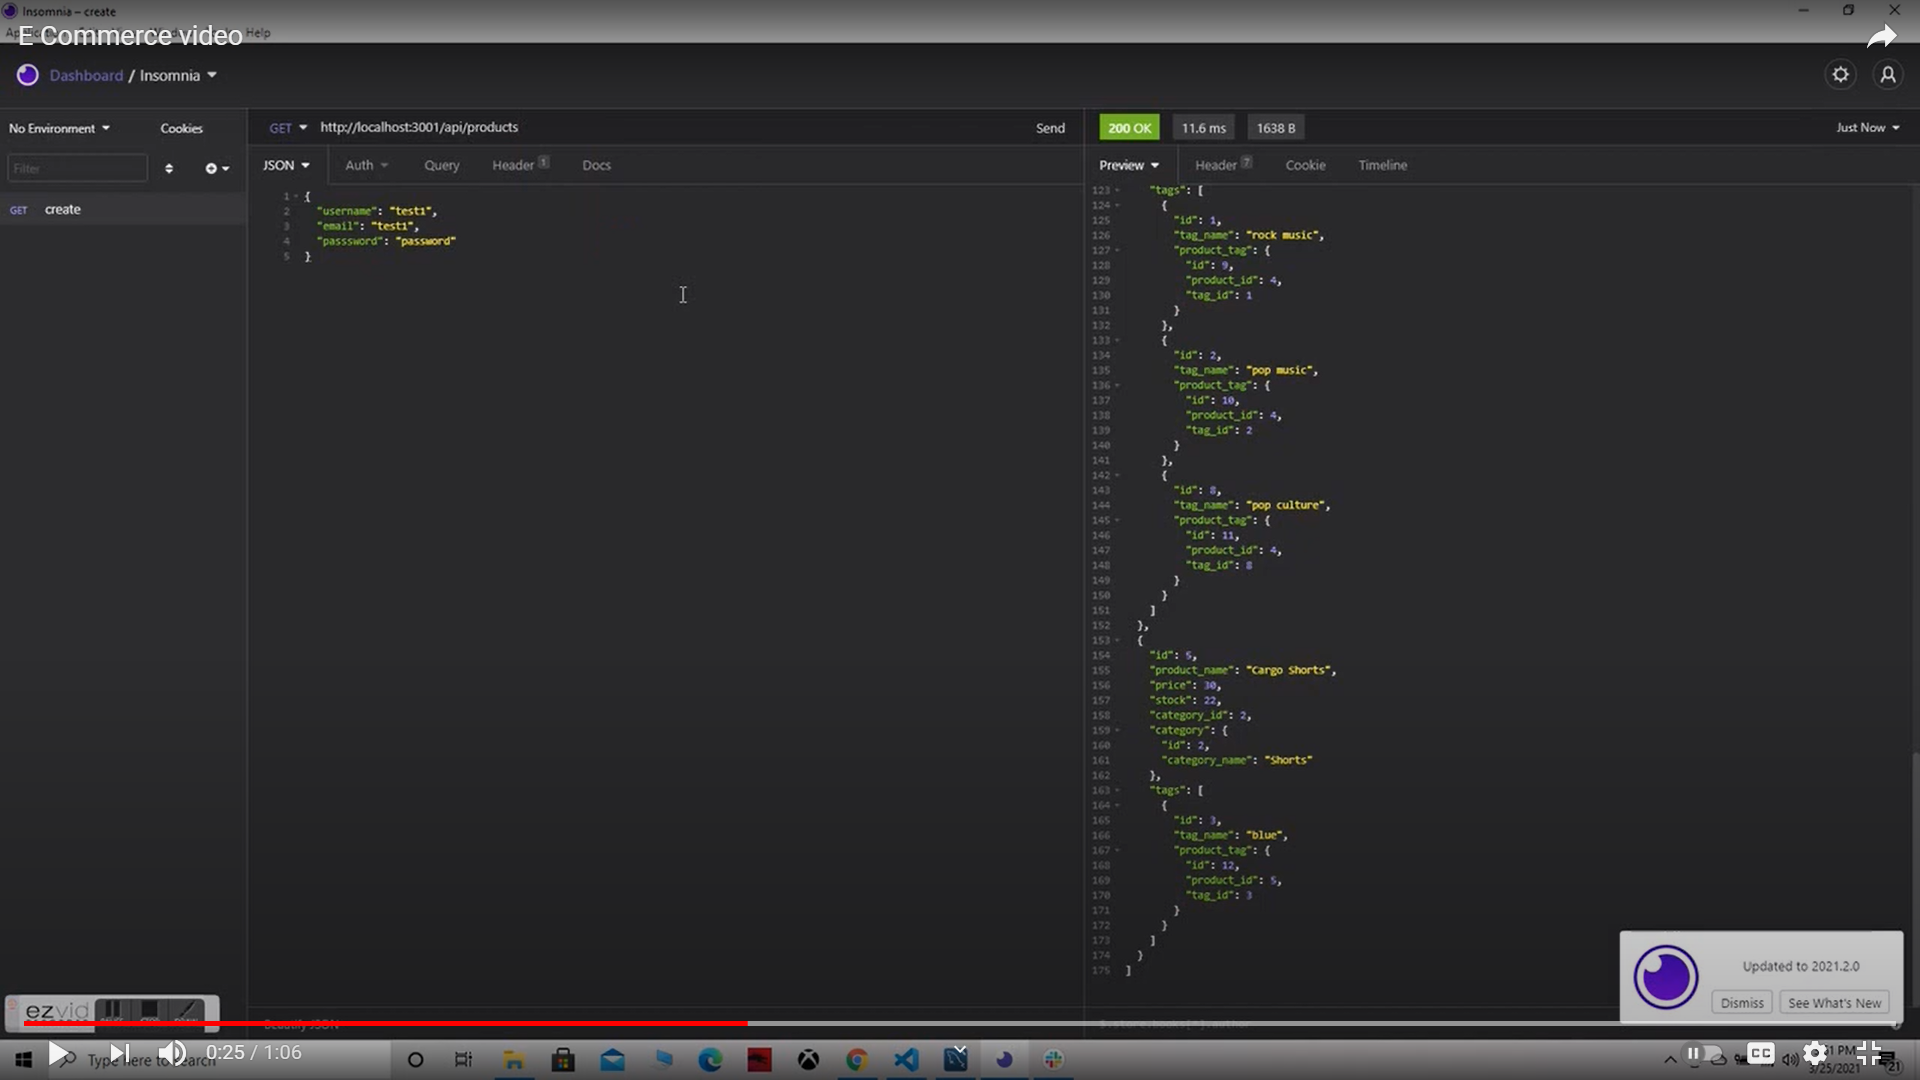 Insomnia – create
Help
E Commerce video
Dashboard / Insomnia
No Environment
Cookies
GET
http://localhost:3001/api/products
Send
200 OK
11.6 ms
1638 B
Just Now
Filter
JSON
Auth
Query
Header 1
Docs
Preview
Header 7
Cookie
Timeline
GET create
1 {
2 "username": "test1",
3 "email": "test1",
4 "passsword": "password"
5 }
123 "tags": [
124 {
125 "id": 1,
126 "tag_name": "rock music",
127 "product_tag": {
128 "id": 9,
129 "product_id": 4,
130 "tag_id": 1
131 }
132 },
133 {
134 "id": 2,
135 "tag_name": "pop music",
136 "product_tag": {
137 "id": 10,
138 "product_id": 4,
139 "tag_id": 2
140 }
141 },
142 {
143 "id": 8,
144 "tag_name": "pop culture",
145 "product_tag": {
146 "id": 11,
147 "product_id": 4,
148 "tag_id": 8
149 }
150 }
151 ]
152 },
153 {
154 "id": 5,
155 "product_name": "Cargo Shorts",
156 "price": 30,
157 "stock": 22,
158 "category_id": 2,
159 "category": {
160 "id": 2,
161 "category_name": "Shorts"
162 },
163 "tags": [
164 {
165 "id": 3,
166 "tag_name": "blue",
167 "product_tag": {
168 "id": 12,
169 "product_id": 5,
170 "tag_id": 3
171 }
172 }
173 ]
174 }
175 ]
Updated to 2021.2.0
Dismiss
See What's New
ezvid
Beautify JSON
Type here to search
0:25 / 1:06
CC
PM
3/25/2021
21